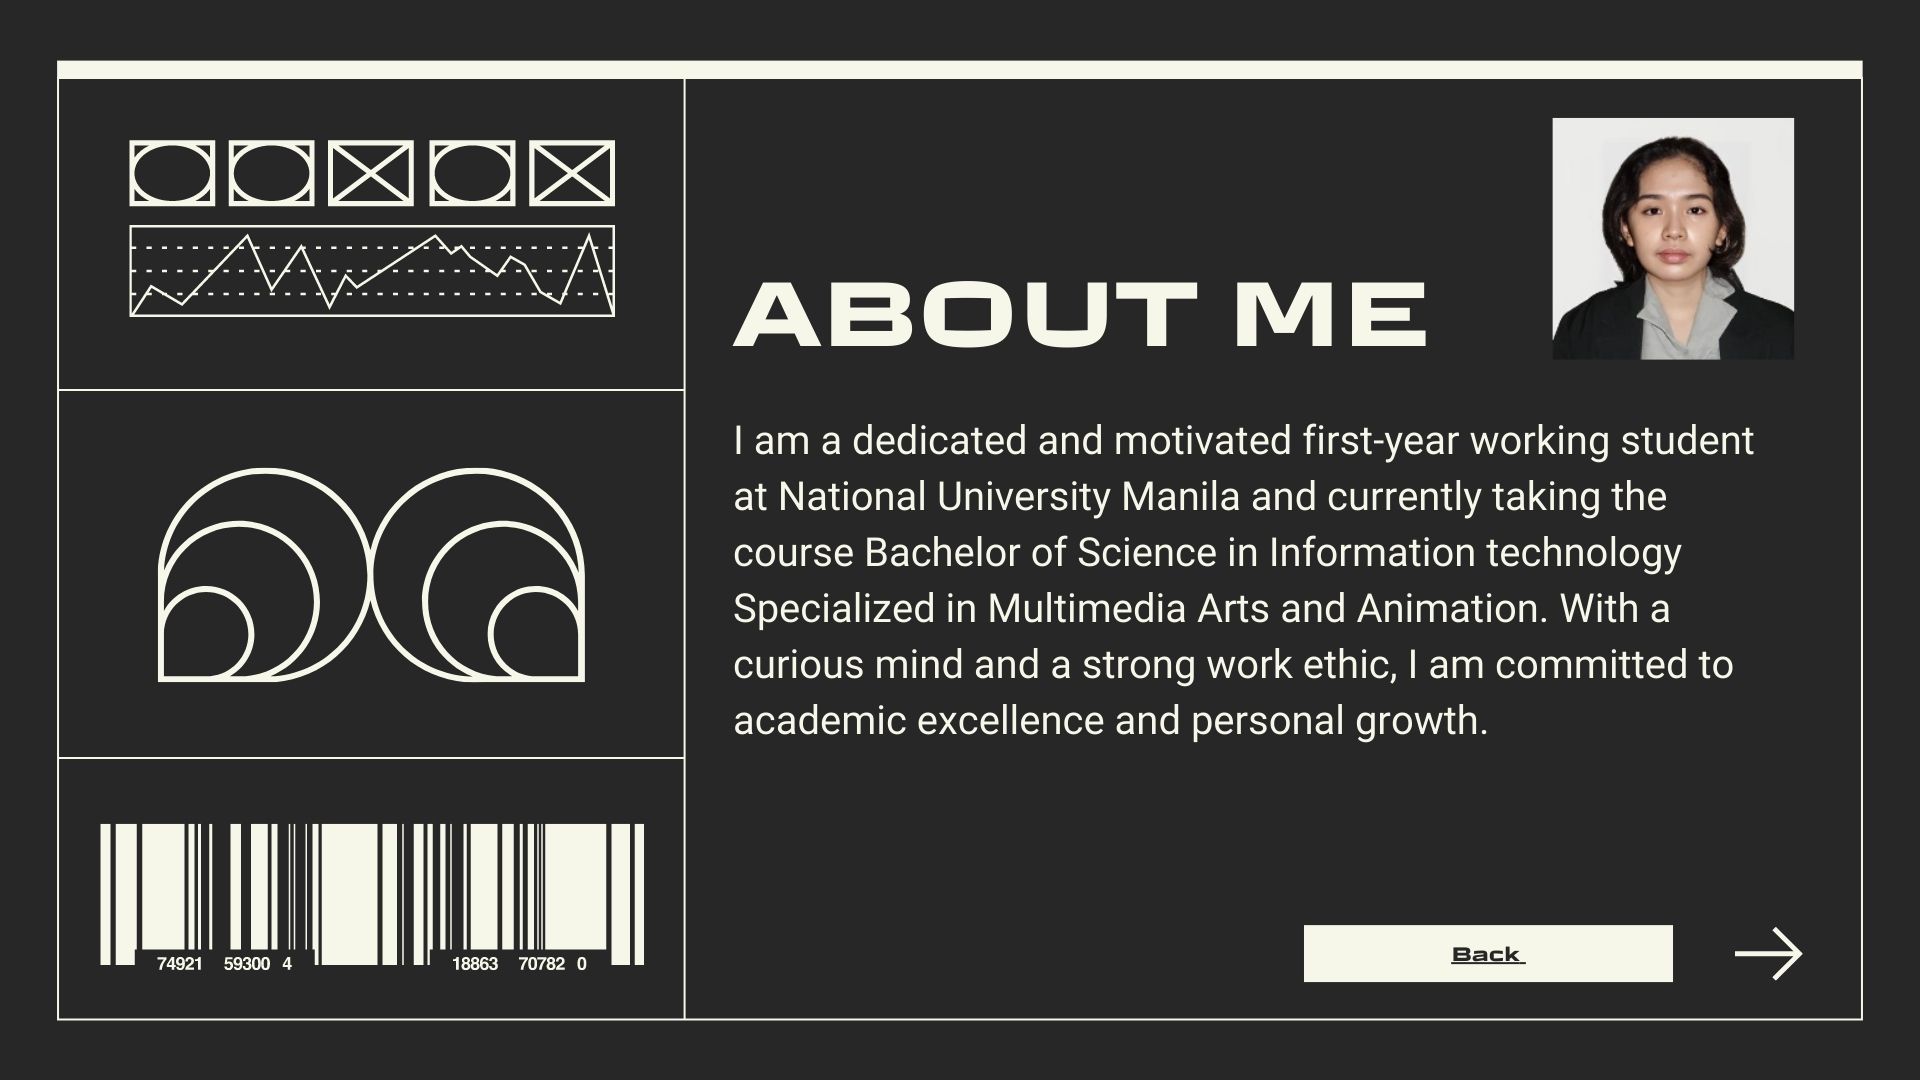 ABOUT ME
I am a dedicated and motivated first-year working student
at National University Manila and currently taking the
course Bachelor of Science in Information technology
Specialized in Multimedia Arts and Animation. With a
curious mind and a strong work ethic, I am committed to
academic excellence and personal growth.
74921 59300 4 18863 70782 0
Back